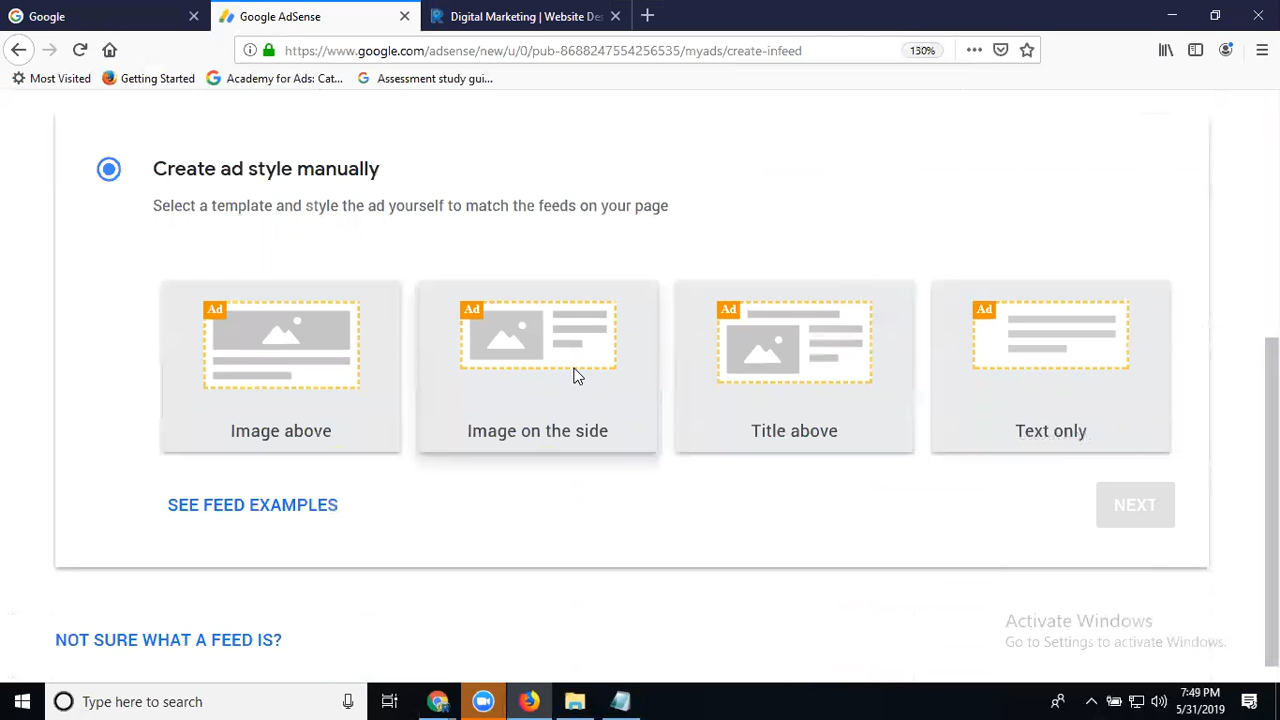 Google
Google AdSense
Digital Marketing | Website Des
https://www.google.com/adsense/new/u/0/pub-8688247554256535/myads/create-infeed
130%
Most Visited
Getting Started
Academy for Ads: Cat...
Assessment study gui...
Create ad style manually
Select a template and style the ad yourself to match the feeds on your page
Ad
Ad
Ad
Ad
Image above
Image on the side
Title above
Text only
SEE FEED EXAMPLES
NEXT
NOT SURE WHAT A FEED IS?
Activate Windows
Go to Settings to activate Windows.
Type here to search
7:49 PM
5/31/2019